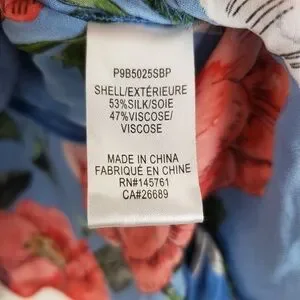 P9B5025SBP
SHELL/EXTÉRIEURE
53%SILK/SOIE
47%VISCOSE/
VISCOSE
MADE IN CHINA
FABRIQUÉ EN CHINE
RN#145761
CA#26689